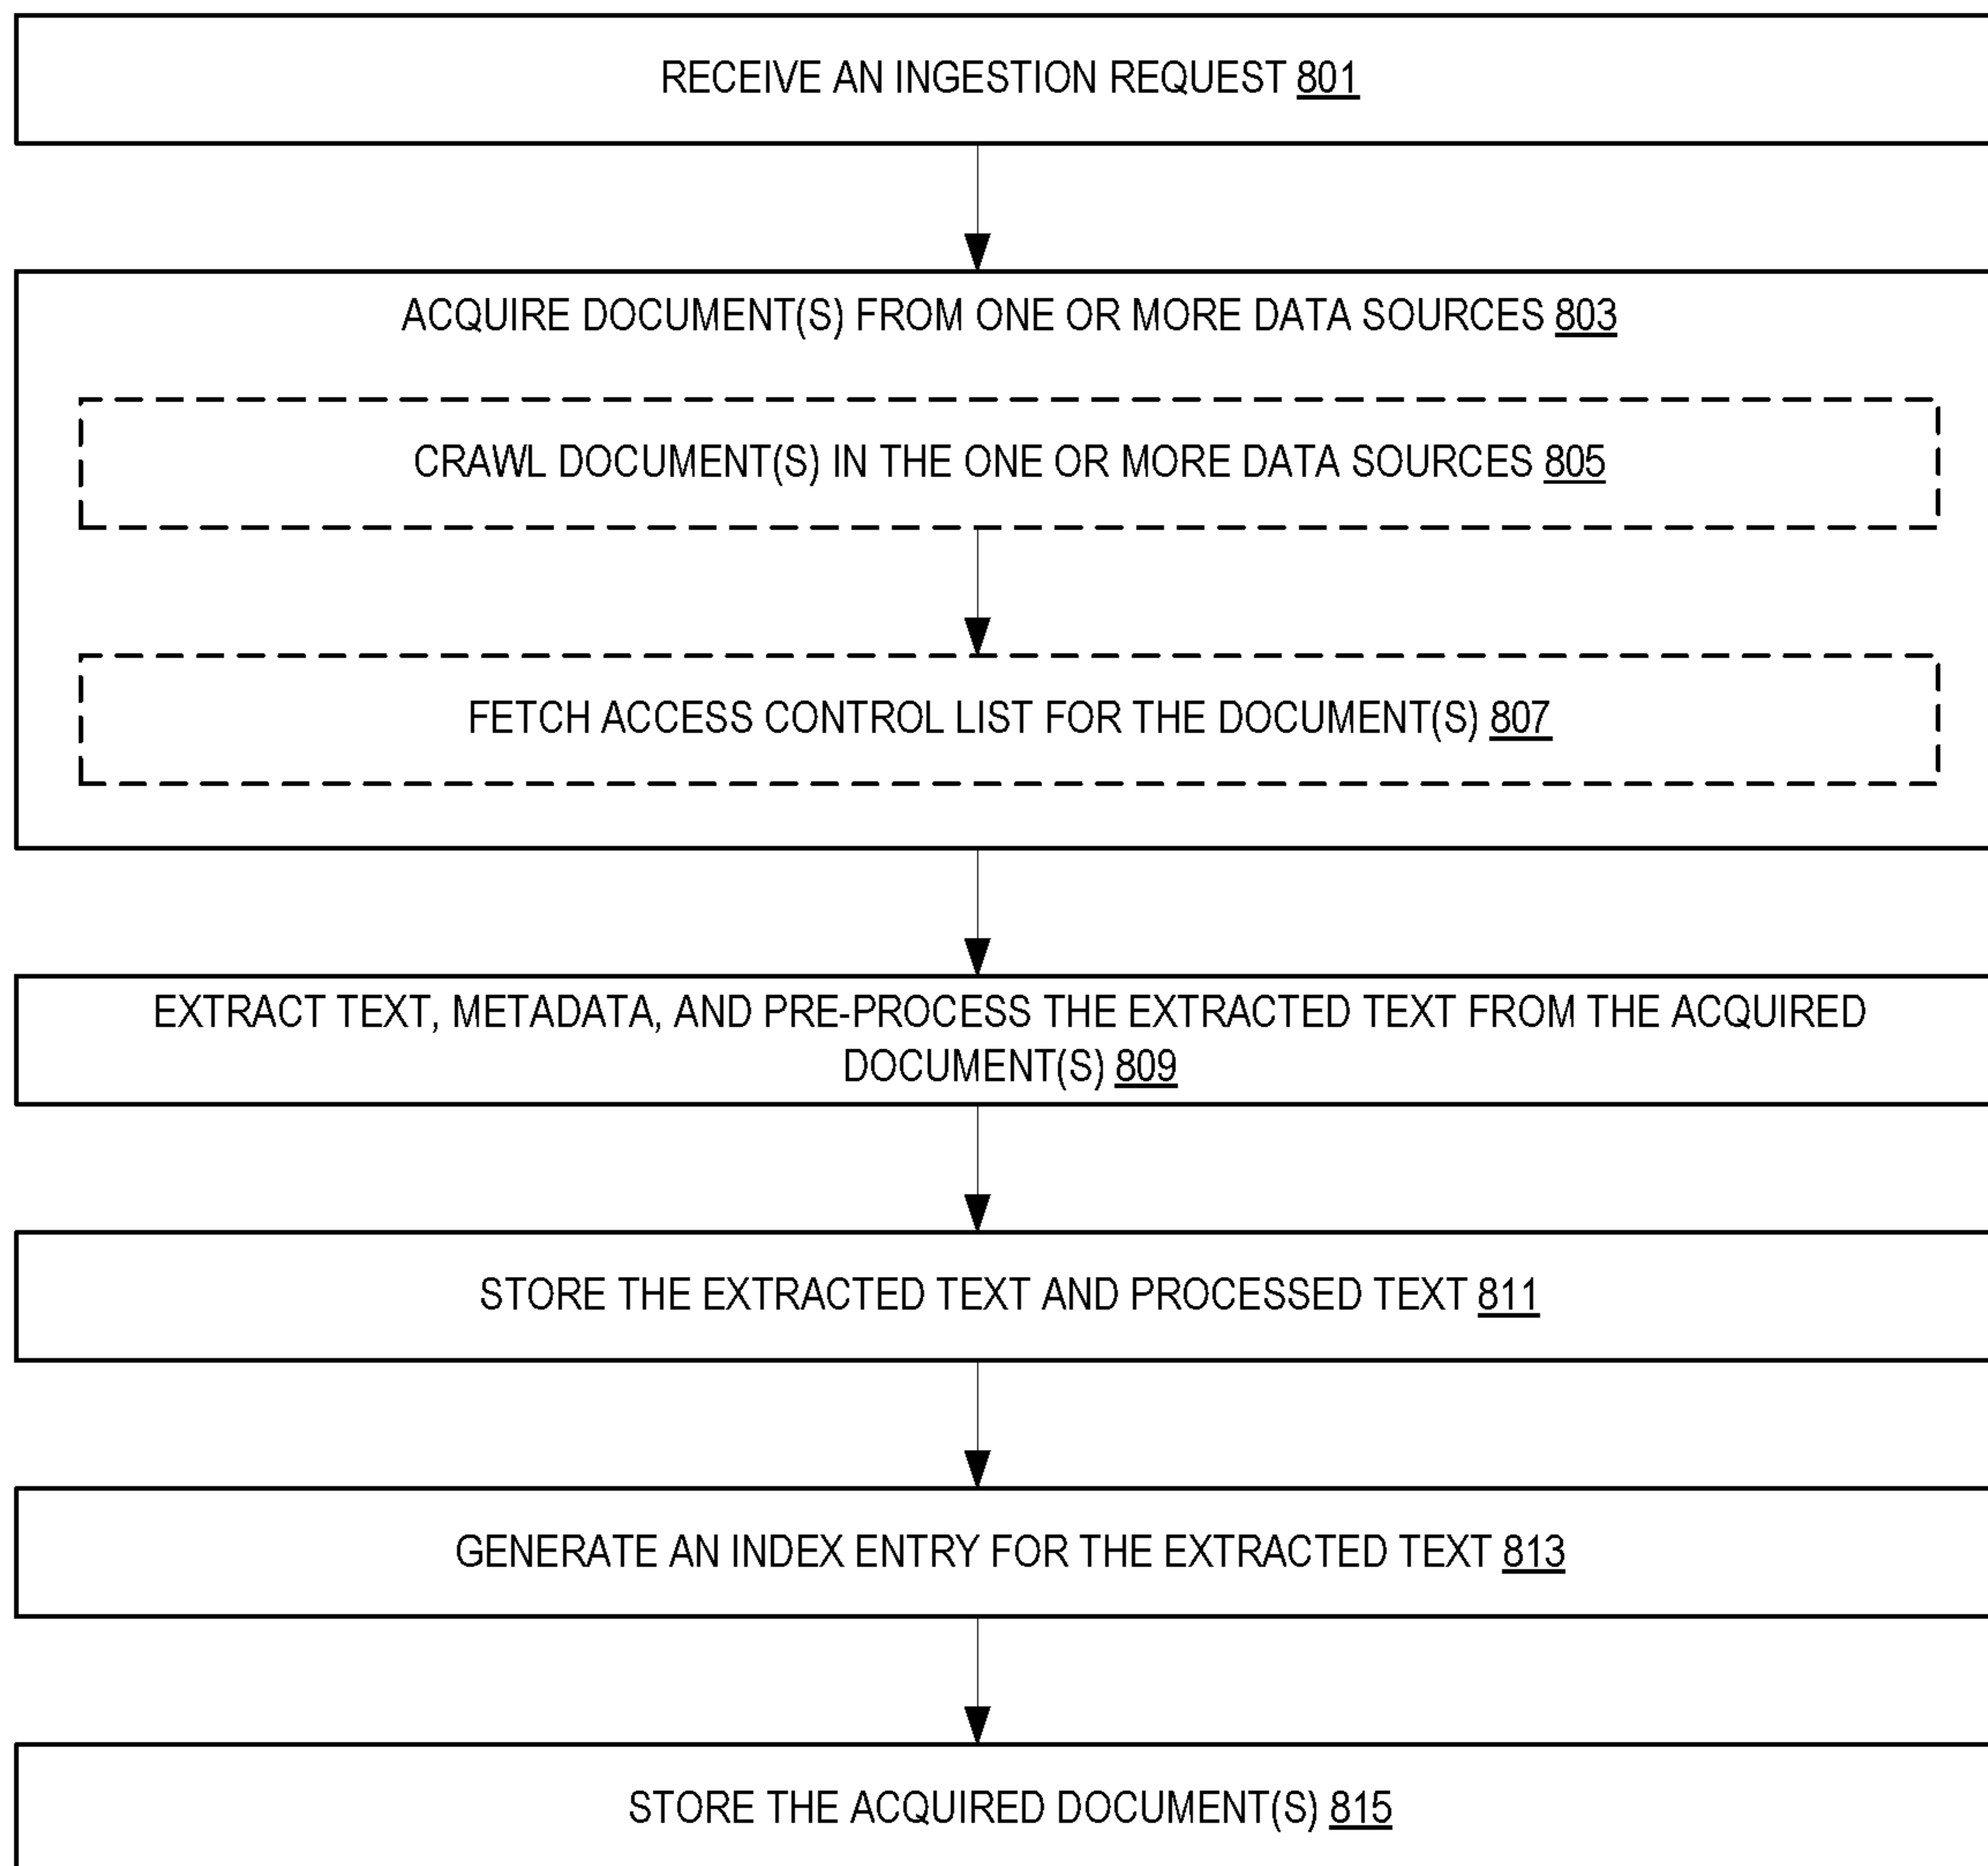 RECEIVE AN INGESTION REQUEST 801
ACQUIRE DOCUMENT(S) FROM ONE OR MORE DATA SOURCES 803
CRAWL DOCUMENT(S) IN THE ONE OR MORE DATA SOURCES 805
FETCH ACCESS CONTROL LIST FOR THE DOCUMENT(S) 807
EXTRACT TEXT, METADATA, AND PRE-PROCESS THE EXTRACTED TEXT FROM THE ACQUIRED
DOCUMENT(S) 809
STORE THE EXTRACTED TEXT AND PROCESSED TEXT 811
GENERATE AN INDEX ENTRY FOR THE EXTRACTED TEXT 813
STORE THE ACQUIRED DOCUMENT(S) 815